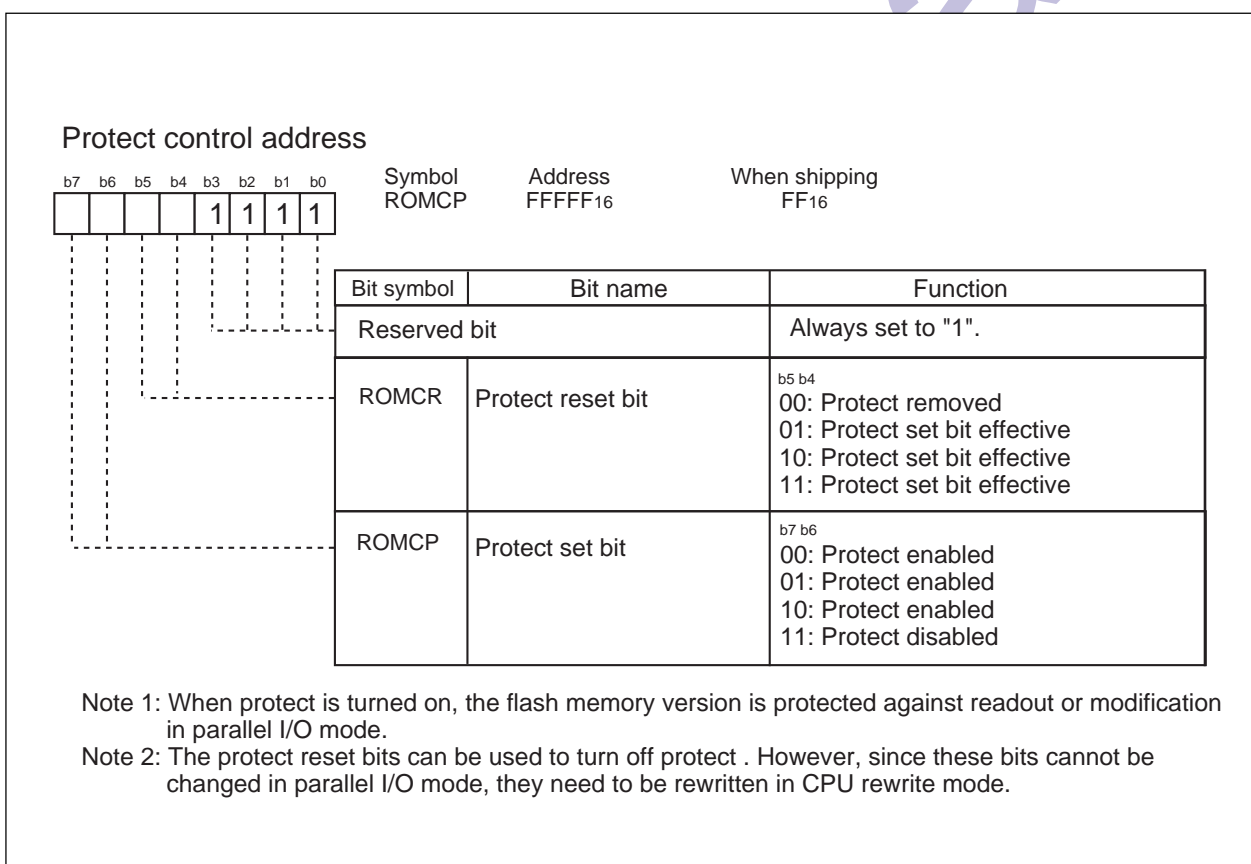 Protect control address
b7 b6 b5 b4 b3 b2 b1 b0
1 1 1 1
Symbol Address When shipping
ROMCP FFFFF16 FF16
Bit symbol Bit name Function
Reserved bit Always set to "1".
ROMCR Protect reset bit
b5 b4
00: Protect removed
01: Protect set bit effective
10: Protect set bit effective
11: Protect set bit effective
ROMCP Protect set bit
b7 b6
00: Protect enabled
01: Protect enabled
10: Protect enabled
11: Protect disabled
Note 1: When protect is turned on, the flash memory version is protected against readout or modification
in parallel I/O mode.
Note 2: The protect reset bits can be used to turn off protect . However, since these bits cannot be
changed in parallel I/O mode, they need to be rewritten in CPU rewrite mode.